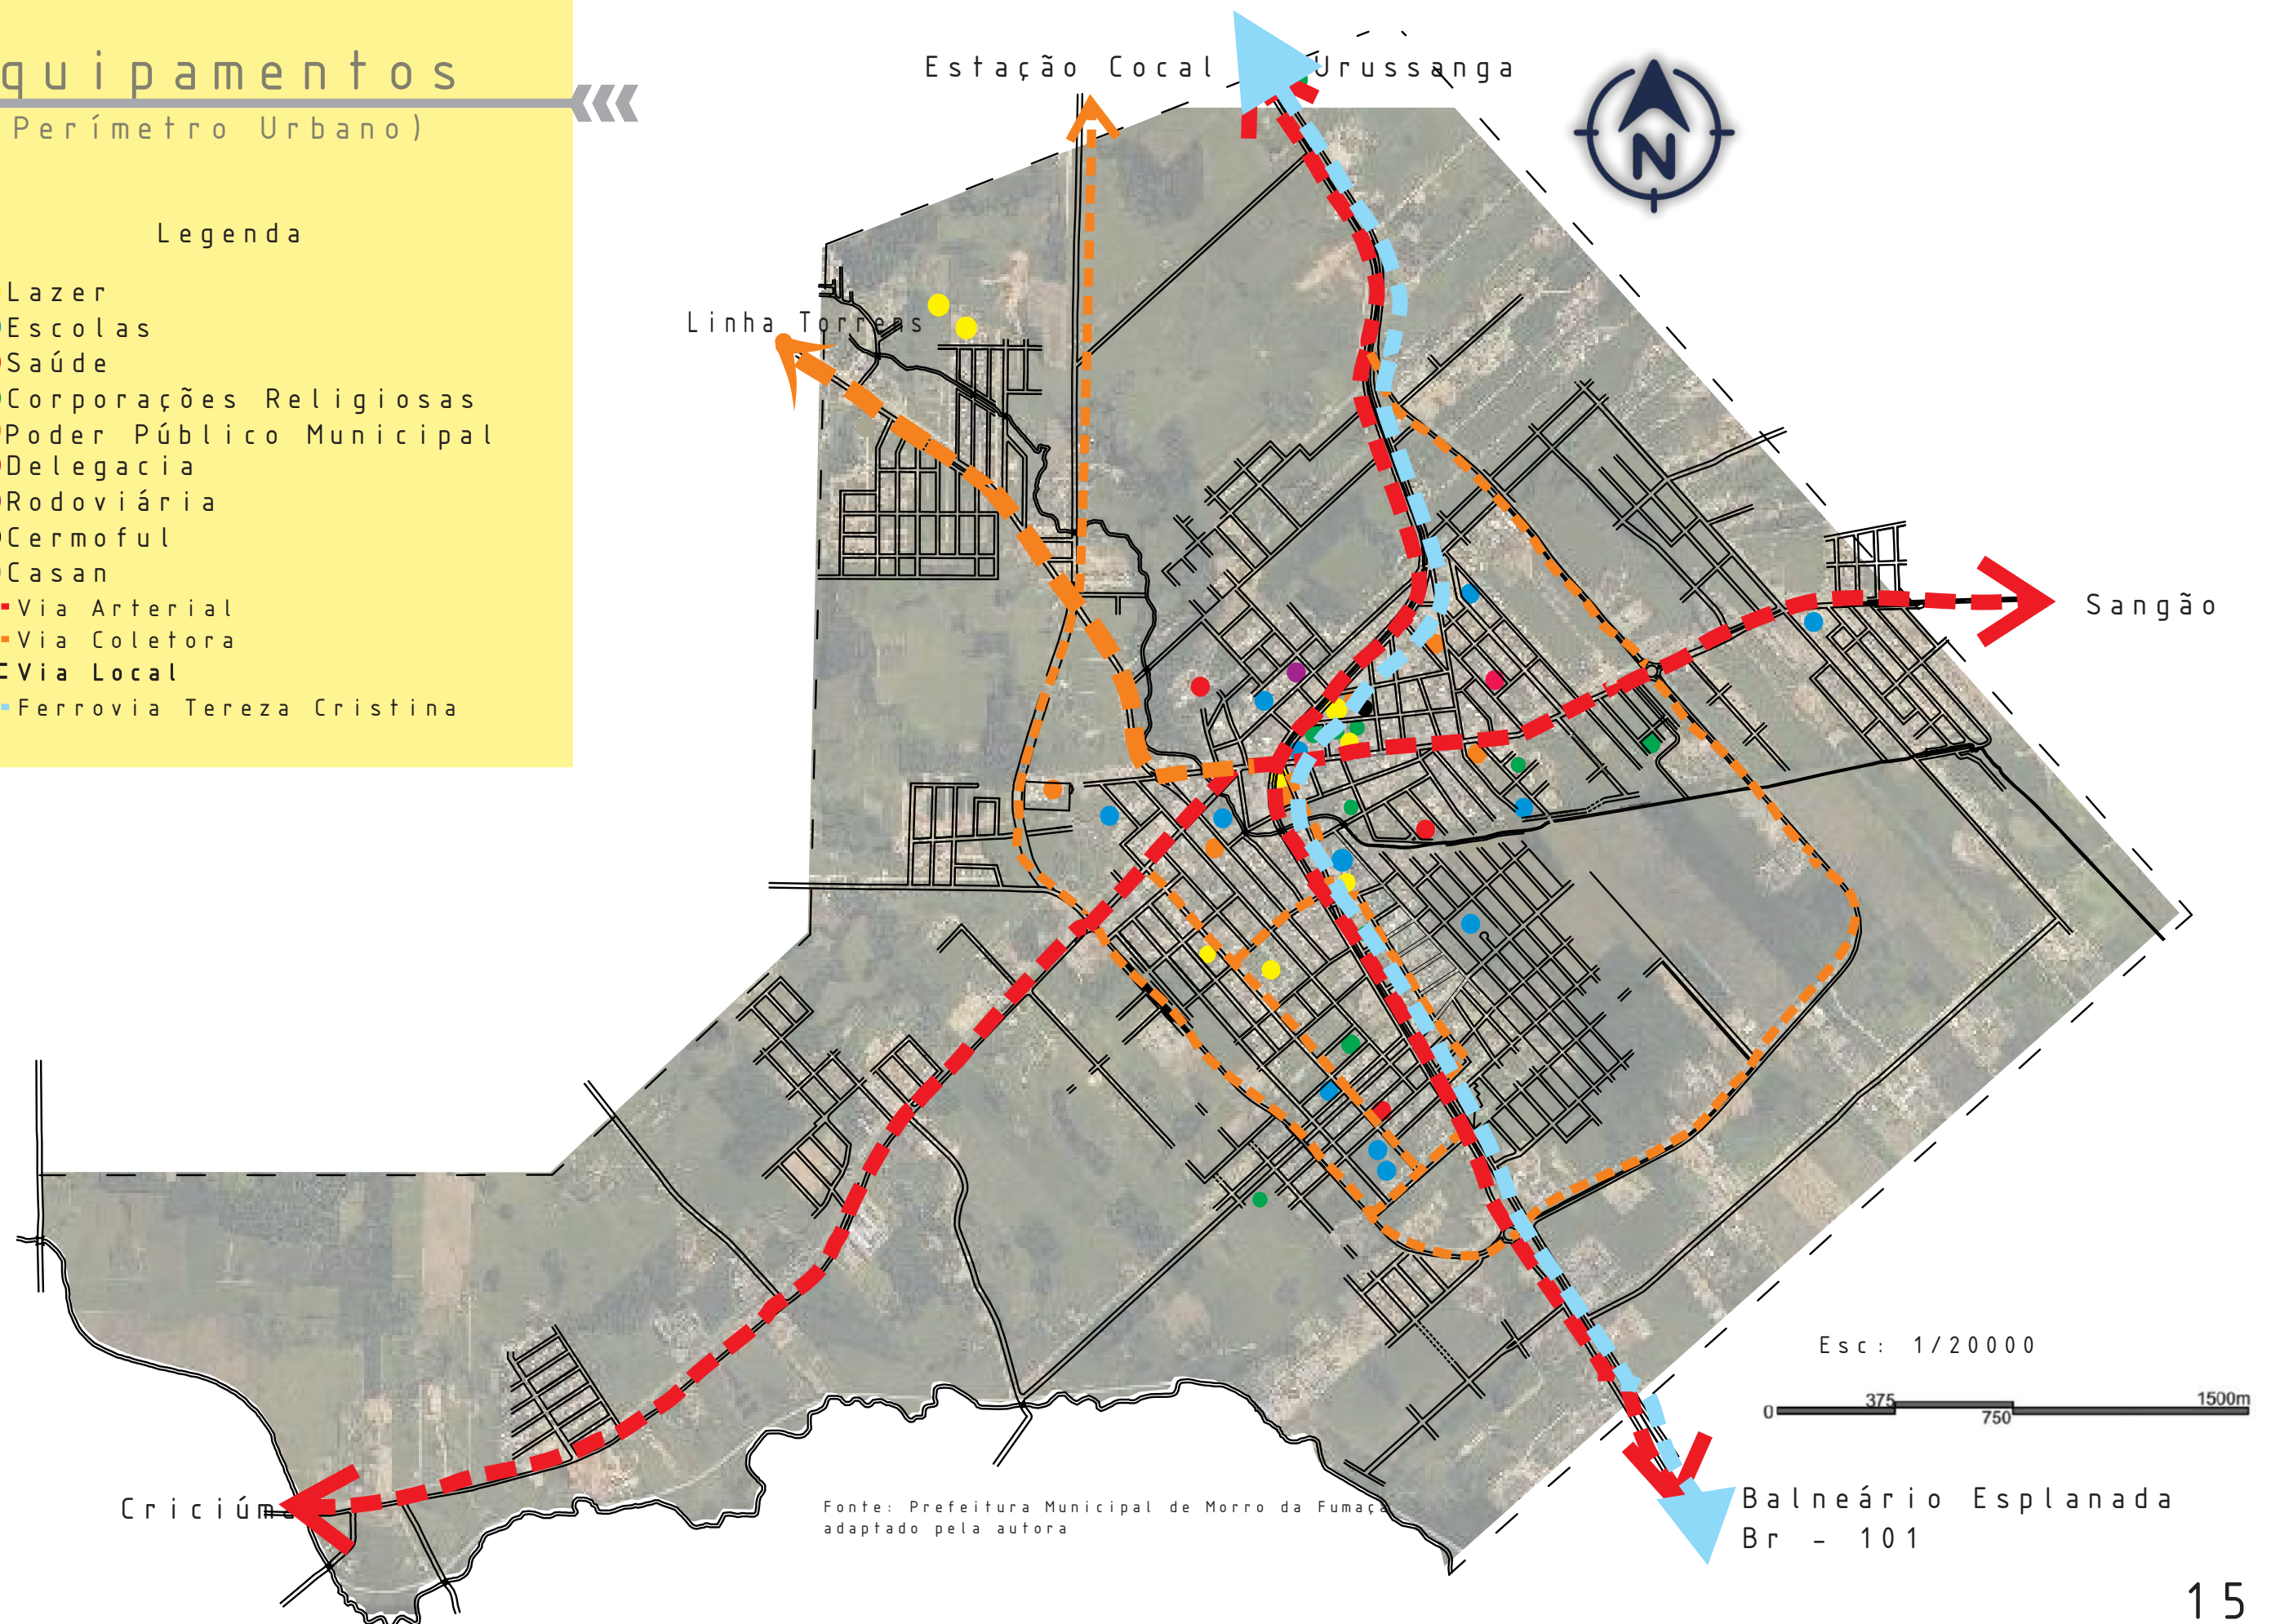 quipamentos
Perímetro Urbano)
Legenda
Lazer
Escolas
Saúde
Corporações Religiosas
Poder Público Municipal
Delegacia
Rodoviária
Cermoful
Casan
Via Arterial
Via Coletora
Via Local
Ferrovia Tereza Cristina
Estação Cocal
Urussanga
N
Linha Torrens
Sangão
Esc: 1/20000
0 375 750 1500m
Criciúm
Fonte: Prefeitura Municipal de Morro da Fumaça
adaptado pela autora
Balneário Esplanada
Br - 101
15